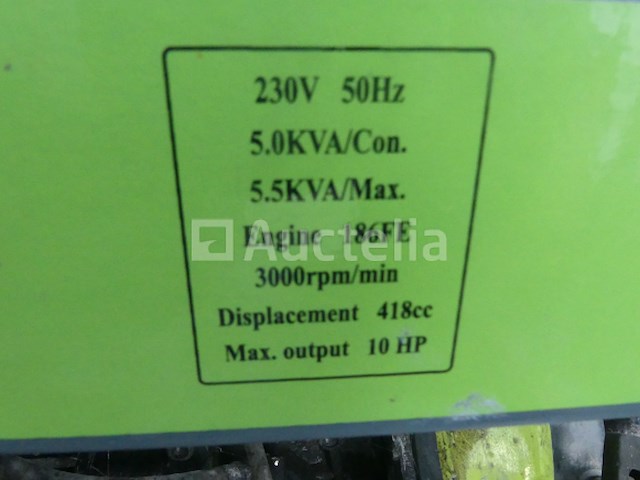 230V 50Hz
5.0KVA/Con.
5.5KVA/Max.
Engine 186FE
Auctelia
3000rpm/min
Displacement 418cc
Max. output 10 HP